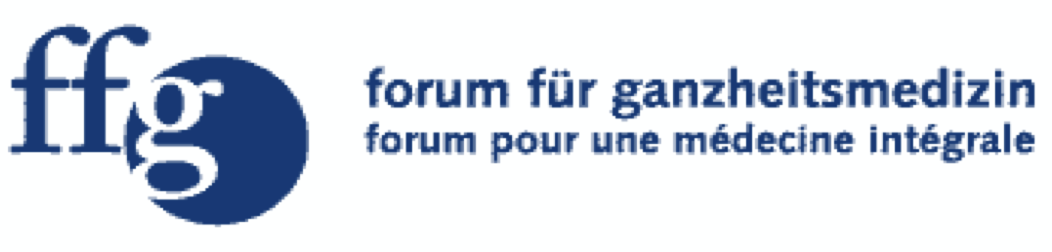 ffg
forum für ganzheitsmedizin
forum pour une médecine intégrale